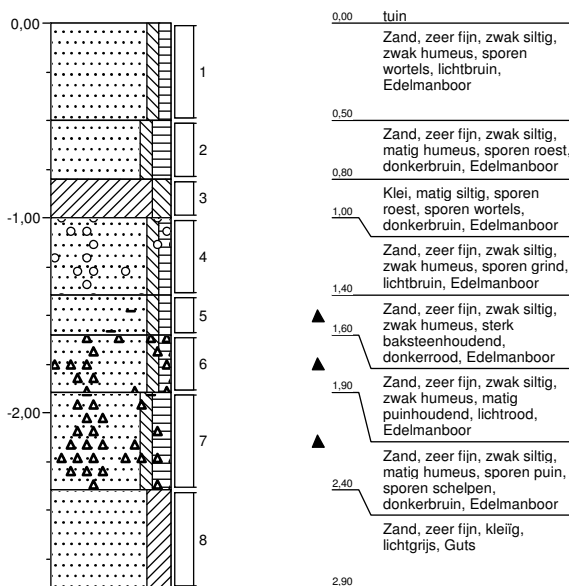 0,00
-1,00
-2,00
1
2
3
4
5
6
7
8
0,00 tuin
Zand, zeer fijn, zwak siltig,
zwak humeus, sporen
wortels, lichtbruin,
Edelmanboor
0,50
Zand, zeer fijn, zwak siltig,
matig humeus, sporen roest,
donkerbruin, Edelmanboor
0,80
Klei, matig siltig, sporen
roest, sporen wortels,
donkerbruin, Edelmanboor
1,00
Zand, zeer fijn, zwak siltig,
zwak humeus, sporen grind,
lichtbruin, Edelmanboor
1,40
Zand, zeer fijn, zwak siltig,
zwak humeus, sterk
baksteenhoudend,
donkerrood, Edelmanboor
1,60
Zand, zeer fijn, zwak siltig,
zwak humeus, matig
puinhoudend, lichtrood,
Edelmanboor
1,90
Zand, zeer fijn, zwak siltig,
matig humeus, sporen puin,
sporen schelpen,
donkerbruin, Edelmanboor
2,40
Zand, zeer fijn, kleiïg,
lichtgrijs, Guts
2,90